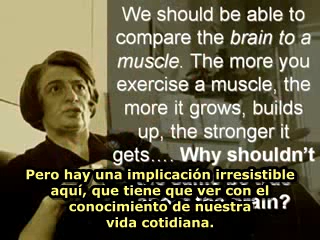 We should be able to
compare the brain to a
muscle. The more you
exercise a muscle, the
more it grows, builds
up, the stronger it
gets…. Why shouldn't
Pero hay una implicación irresistible
aquí, que tiene que ver con el
conocimiento de nuestra
brain?
vida cotidiana.